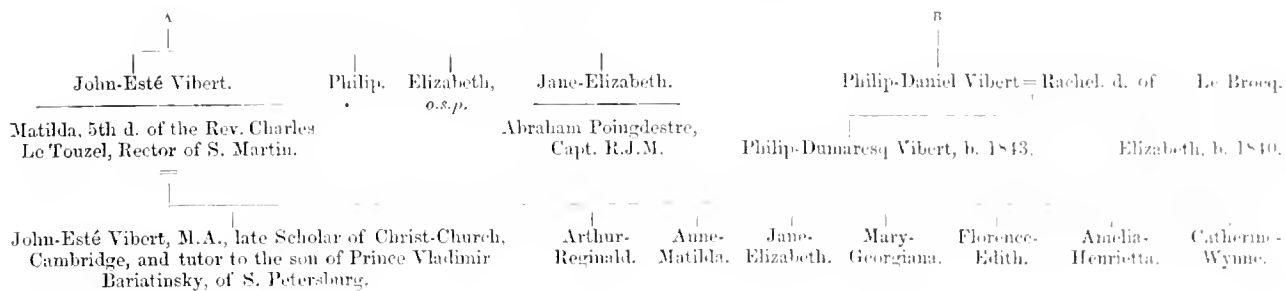 A B
John-Esté Vibert. Philip. Elizabeth, Jane-Elizabeth. Philip-Daniel Vibert = Rachel. d. of Le Brocq.
o.s.p.
Matilda, 5th d. of the Rev. Charles Abraham Poingdestre,
Le Touzel, Rector of S. Martin. Capt. R.J.M. Philip-Dumaresq Vibert, b. 1843. Elizabeth, b. 1840.
John-Esté Vibert, M.A., late Scholar of Christ-Church, Arthur- Anne- Jane- Mary- Florence- Amelia- Catherine-
Cambridge, and tutor to the son of Prince Vladimir Reginald. Matilda. Elizabeth. Georgiana. Edith. Henrietta. Wynne.
Bariatinsky, of S. Petersburg.